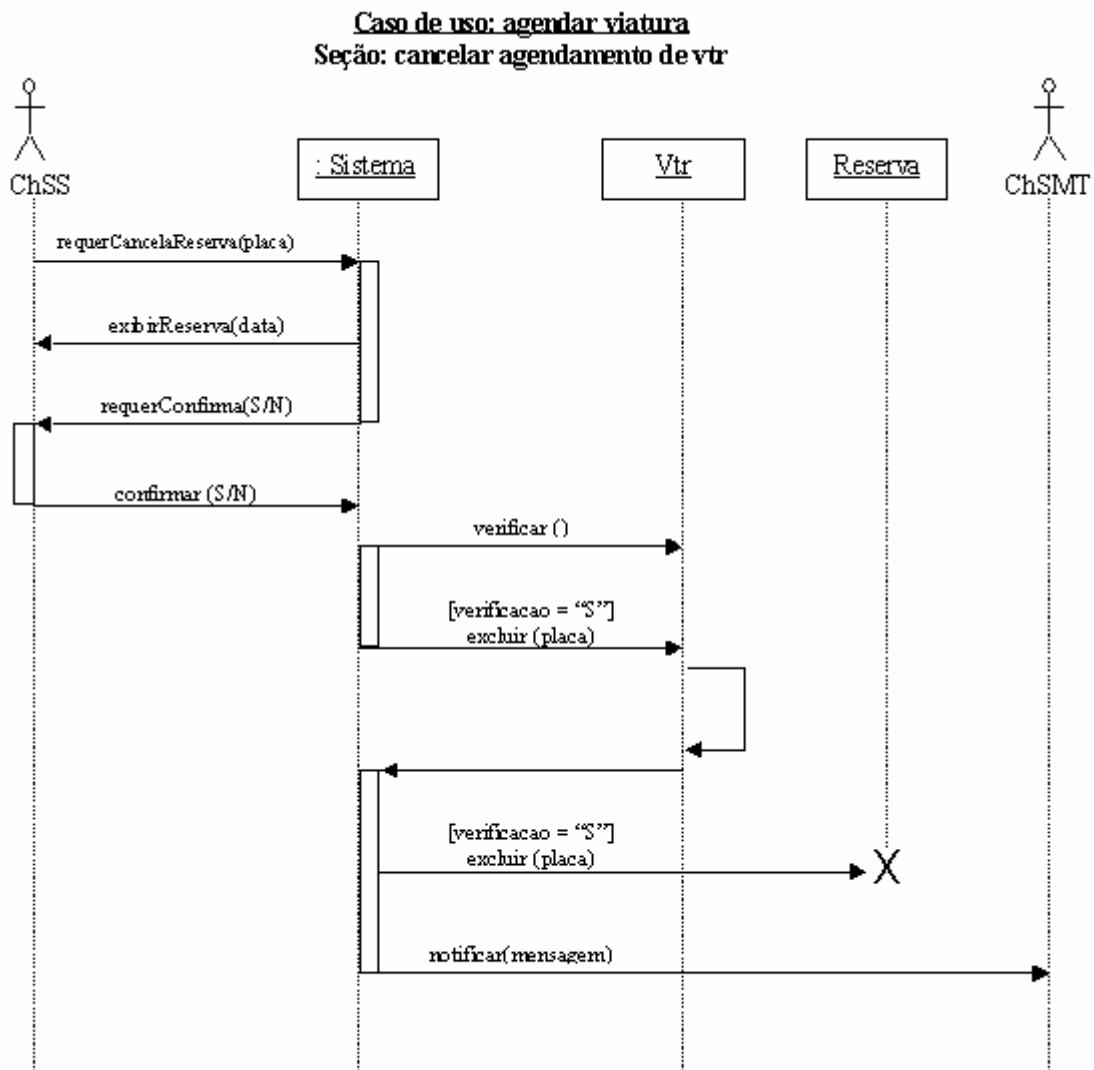 Caso de uso: agendar viatura
Seção: cancelar agendamento de vtr
ChSS
: Sistema
Vtr
Reserva
ChSMT
requerCancelaReserva(placa)
exibirReserva(data)
requerConfirma(S/N)
confirmar (S/N)
verificar ()
[verificacao = “S”]
excluir (placa)
[verificacao = “S”]
excluir (placa)
X
notificar(mensagem)